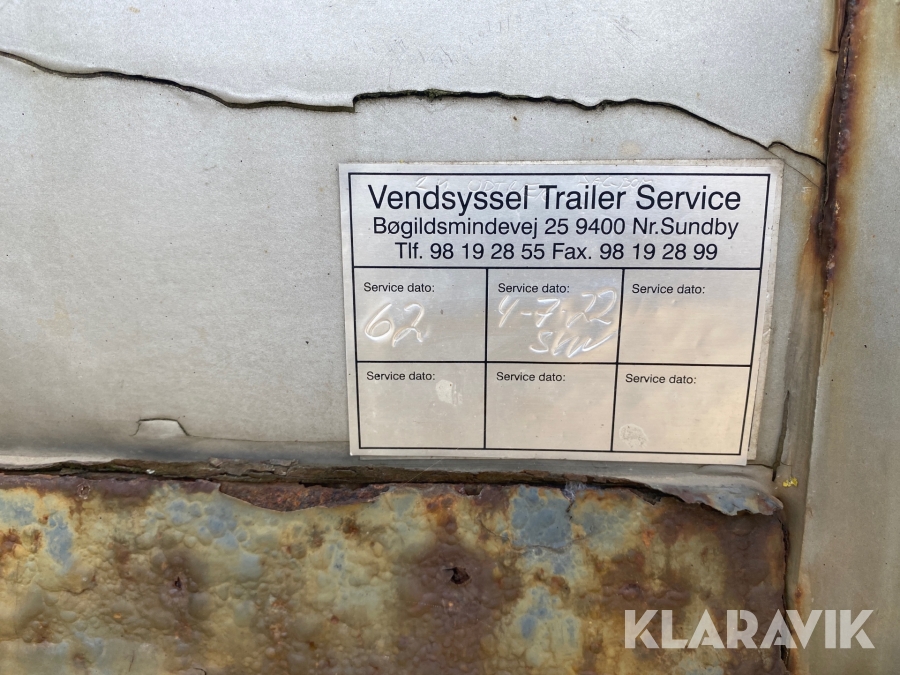 Vendsyssel Trailer Service
Bøgildsmindevej 25 9400 Nr.Sundby
Tlf. 98 19 28 55 Fax. 98 19 28 99
Service dato: Service dato: Service dato:
62 4-7-22
Service dato: Service dato: Service dato:
KLARAVIK